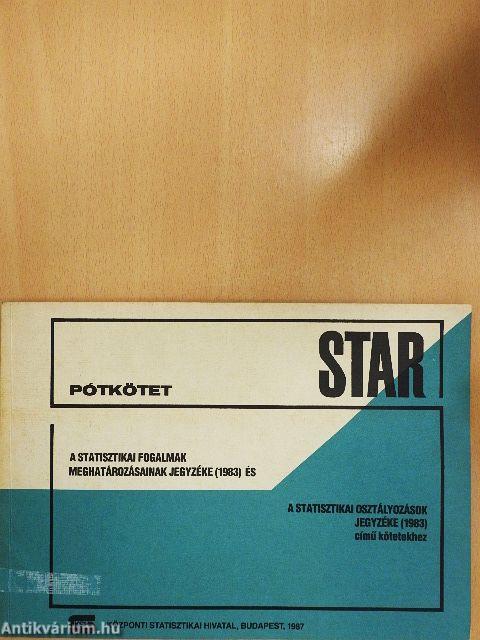 STAR
PÓTKÖTET
A STATISZTIKAI FOGALMAK
MEGHATÁROZÁSAINAK JEGYZÉKE (1983) ÉS
A STATISZTIKAI OSZTÁLYOZÁSOK
JEGYZÉKE (1983)
című kötetekhez
KÖZPONTI STATISZTIKAI HIVATAL, BUDAPEST, 1987
Antikvárium.hu